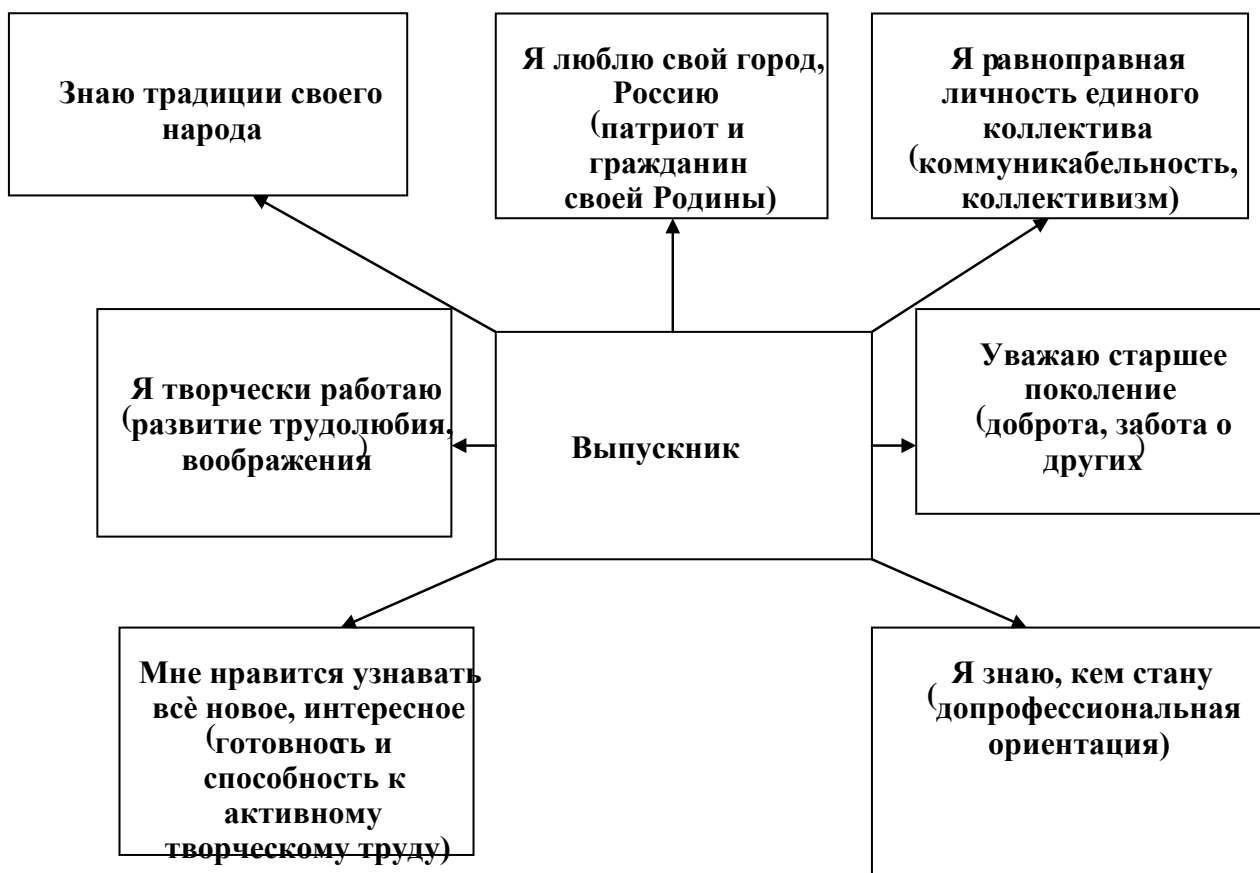 Знаю традиции своего
народа
Я люблю свой город,
Россию
(патриот и
гражданин
своей Родины)
Я равноправная
личность единого
коллектива
(коммуникабельность,
коллективизм)
Я творчески работаю
(развитие трудолюбия,
воображения)
Выпускник
Уважаю старшее
поколение
(доброта, забота о
других)
Мне нравится узнавать
всѐ новое, интересное
(готовность и
способность к
активному
творческому труду)
Я знаю, кем стану
(допрофессиональная
ориентация)